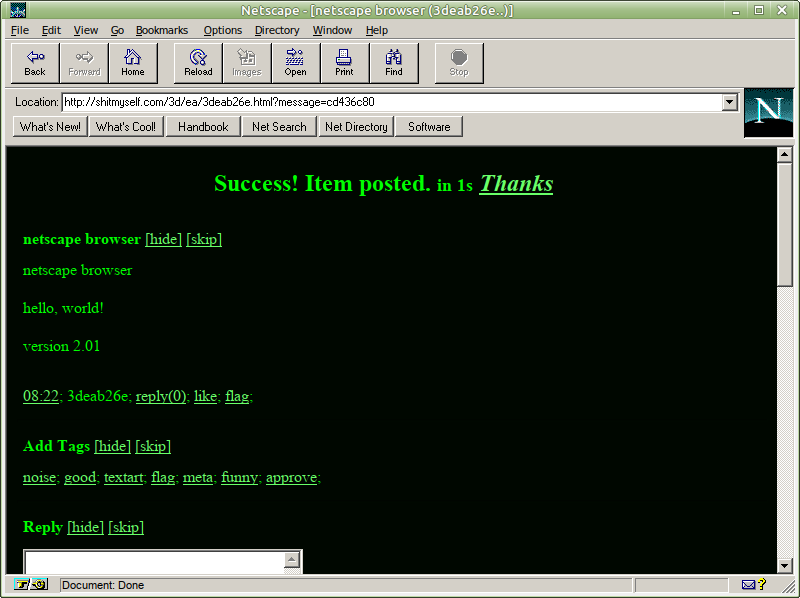 Netscape - [netscape browser (3deab26e..)]
File Edit View Go Bookmarks Options Directory Window Help
Back Forward Home Reload Images Open Print Find Stop
Location: http://shitmyself.com/3d/ea/3deab26e.html?message=cd436c80
N
What's New! What's Cool! Handbook Net Search Net Directory Software
Success! Item posted. in 1s Thanks
netscape browser [hide] [skip]
netscape browser
hello, world!
version 2.01
08:22; 3deab26e; reply(0); like; flag;
Add Tags [hide] [skip]
noise; good; textart; flag; meta; funny; approve;
Reply [hide] [skip]
Document: Done
?